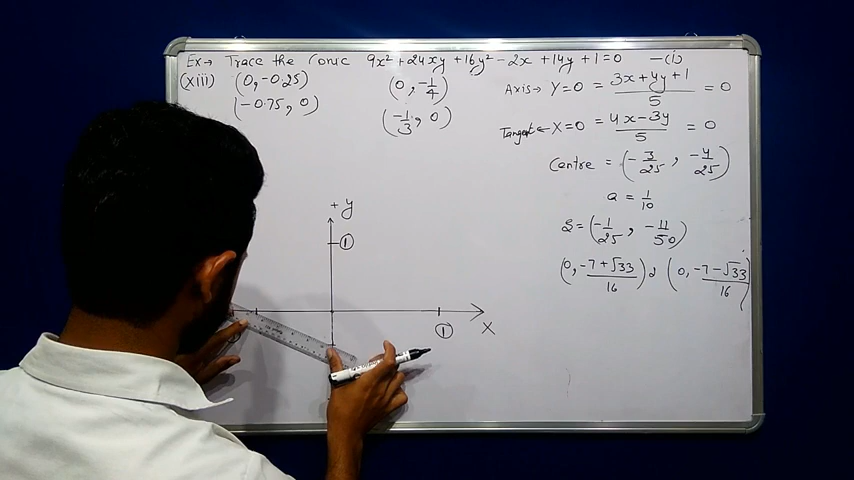 Ex→ Trace the Conic 9x² + 24xy + 16y² - 2x + 14y + 1 = 0 —(i)
(xiii) (0, -0.25) (0, -1/4)
(-0.75, 0) (-1/3, 0)
Axis→ Y=0 = 3x+4y+1/5 = 0
Tangent← X=0 = 4x-3y/5 = 0
Centre = (-3/25, -4/25)
a = 1/10
S = (-1/25, -11/50)
(0, -7+√33/16) & (0, -7-√33/16)
+y
①
①
X